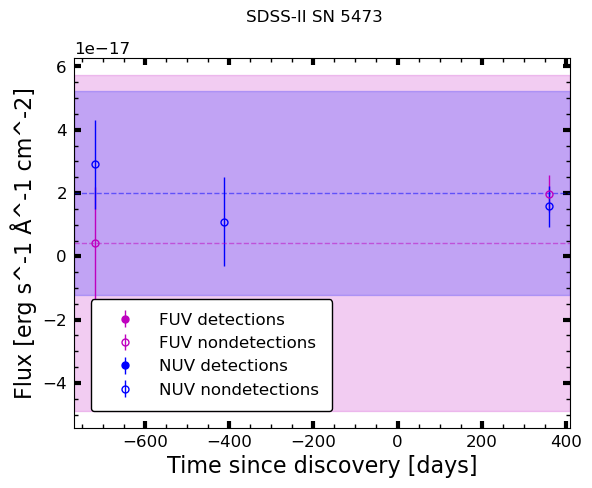 SDSS-II SN 5473
1e−17
6
4
2
0
−2
−4
Flux [erg s^-1 Å^-1 cm^-2]
FUV detections
FUV nondetections
NUV detections
NUV nondetections
−600 −400 −200 0 200 400
Time since discovery [days]